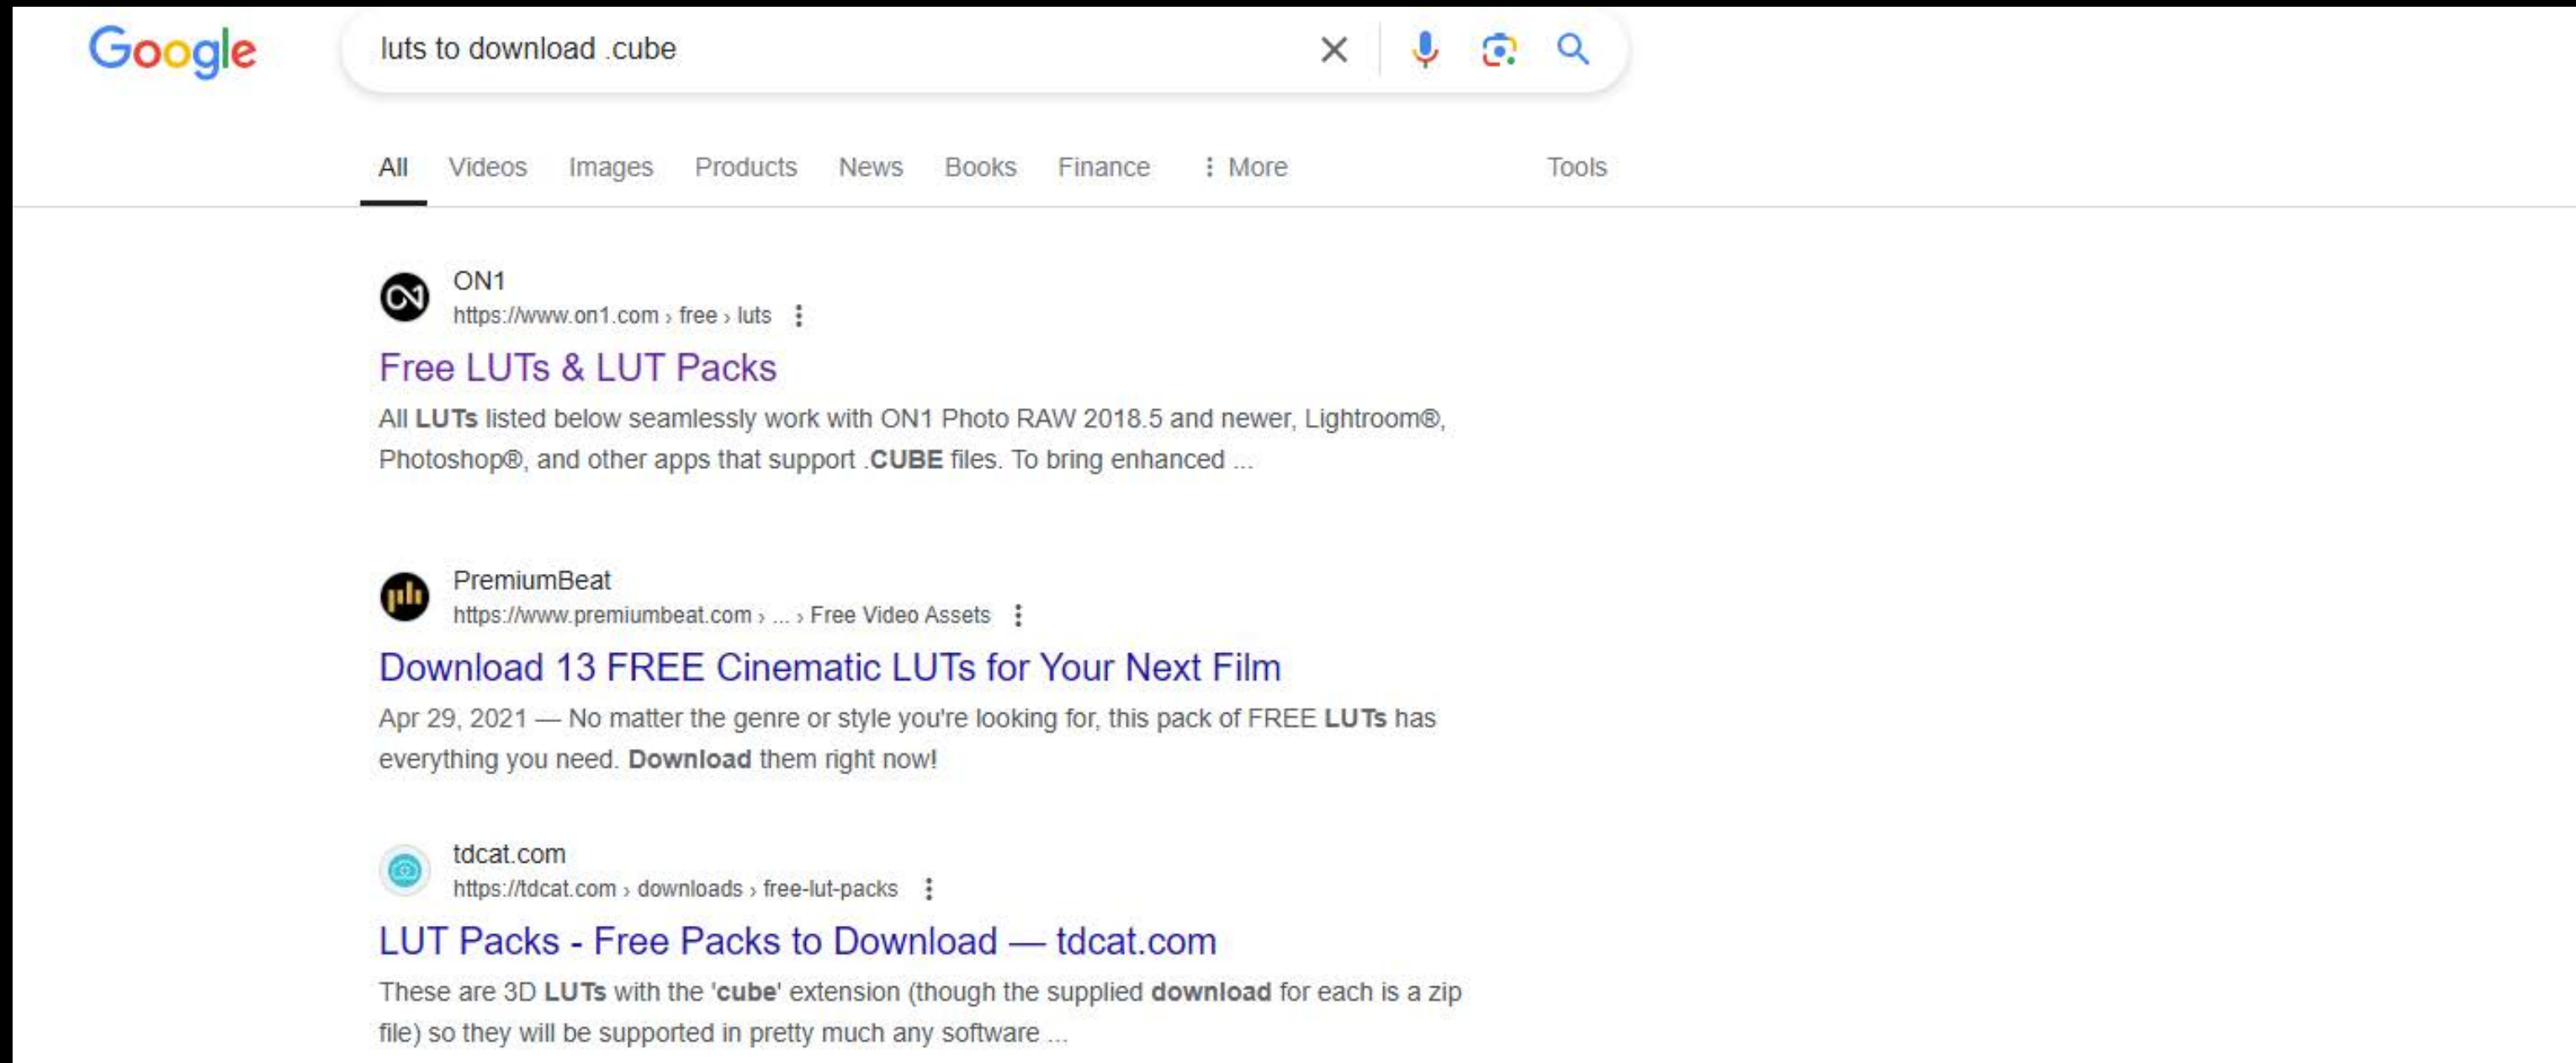 Google
luts to download .cube
All Videos Images Products News Books Finance More Tools
ON1
https://www.on1.com › free › luts
Free LUTs & LUT Packs
All LUTs listed below seamlessly work with ON1 Photo RAW 2018.5 and newer, Lightroom®,
Photoshop®, and other apps that support .CUBE files. To bring enhanced ...
PremiumBeat
https://www.premiumbeat.com › ... › Free Video Assets
Download 13 FREE Cinematic LUTs for Your Next Film
Apr 29, 2021 — No matter the genre or style you're looking for, this pack of FREE LUTs has
everything you need. Download them right now!
tdcat.com
https://tdcat.com › downloads › free-lut-packs
LUT Packs - Free Packs to Download — tdcat.com
These are 3D LUTs with the 'cube' extension (though the supplied download for each is a zip
file) so they will be supported in pretty much any software ...